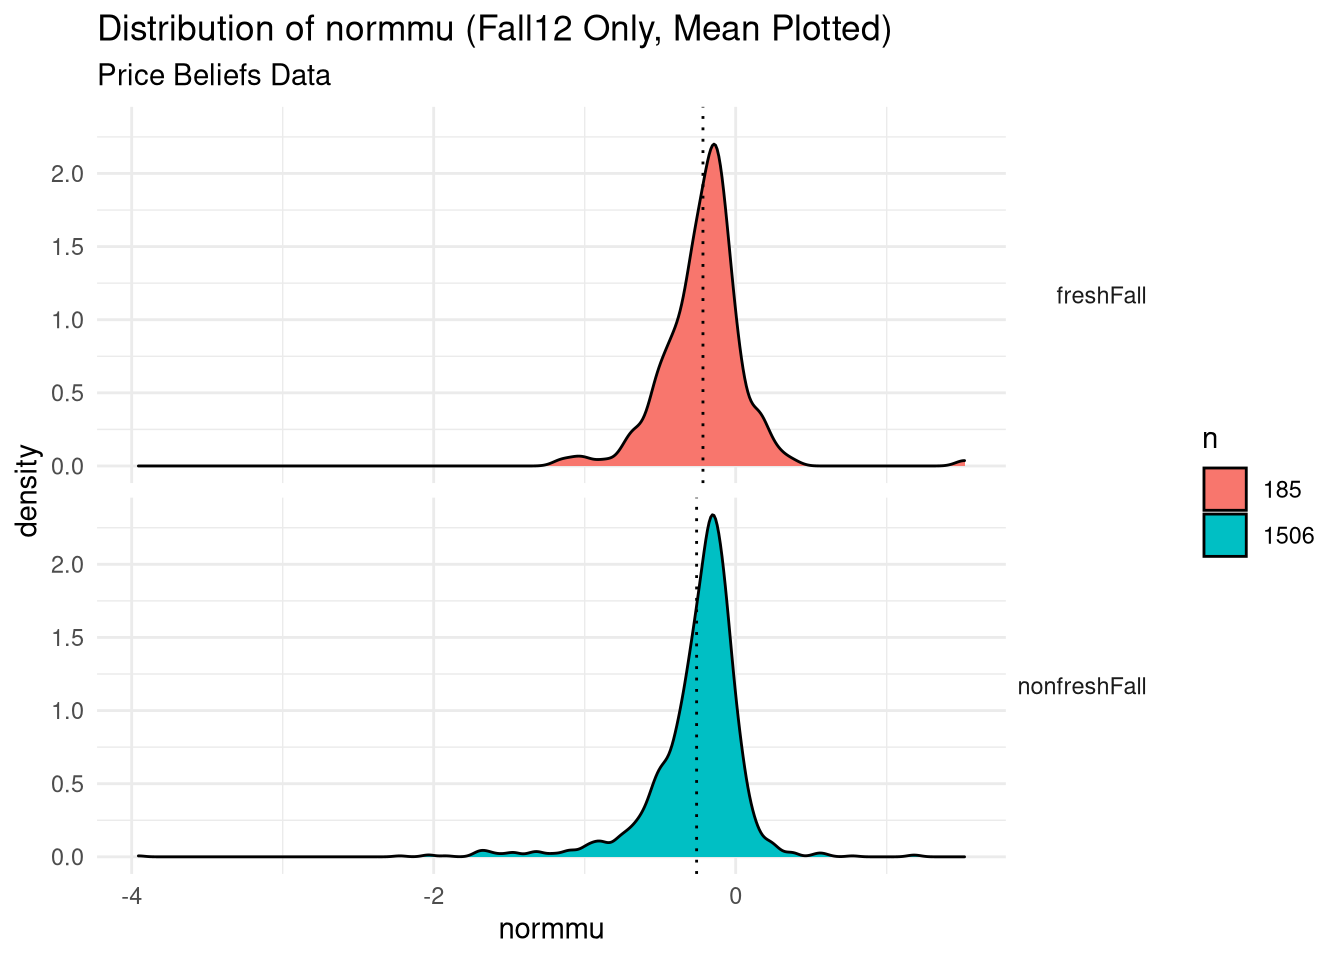 Distribution of normmu (Fall12 Only, Mean Plotted)
Price Beliefs Data
2.0
1.5
1.0
0.5
0.0
freshFall
density
2.0
1.5
1.0
0.5
0.0
nonfreshFall
-4
-2
0
normmu
n
185
1506